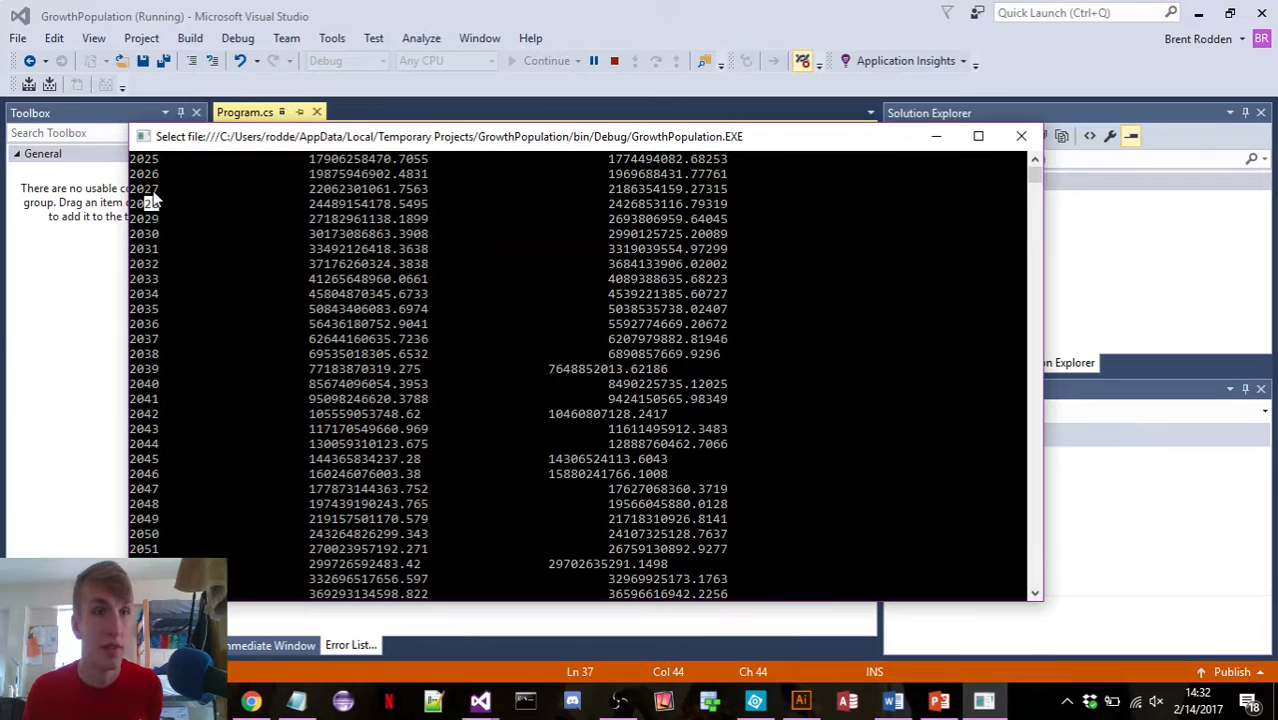 GrowthPopulation (Running) - Microsoft Visual Studio
Quick Launch (Ctrl+Q)
File Edit View Project Build Debug Team Tools Test Analyze Window Help
Brent Rodden BR
Debug Any CPU Continue Application Insights
Toolbox Program.cs Solution Explorer
Search Toolbox
Select file:///C:/Users/rodde/AppData/Local/Temporary Projects/GrowthPopulation/bin/Debug/GrowthPopulation.EXE
General
There are no usable co
group. Drag an item
to add it to the t
2025 17906258470.7055 1774494082.68253
2026 19875946902.4831 1969688431.77761
2027 22062301061.7563 2186354159.27315
2028 24489154178.5495 2426853116.79319
2029 27182961138.1899 2693806959.64045
2030 30173086863.3908 2990125725.20089
2031 33492126418.3638 3319039554.97299
2032 37176260324.3838 3684133906.02002
2033 41265648960.0661 4089388635.68223
2034 45804870345.6733 4539221385.60727
2035 50843406083.6974 5038535738.02407
2036 56436180752.9041 5592774669.20672
2037 62644160635.7236 6207979882.81946
2038 69535018305.6532 6890857669.9296
2039 77183870319.275 7648852013.62186
2040 85674096054.3953 8490225735.12025
2041 95098246620.3788 9424150565.98349
2042 105559053748.62 10460807128.2417
2043 117170549660.969 11611495912.3483
2044 130059310123.675 12888760462.7066
2045 144365834237.28 14306524113.6043
2046 160246076003.38 15880241766.1008
2047 177873144363.752 17627068360.3719
2048 197439190243.765 19566045880.0128
2049 219157501170.579 21718310926.8141
2050 243264826299.343 24107325128.7637
2051 270023957192.271 26759130892.9277
299726592483.42 29702635291.1498
332696517656.597 32969925173.1763
369293134598.822 36596616942.2256
on Explorer
mmediate Window Error List...
Ln 37 Col 44 Ch 44 INS Publish
14:32
2/14/2017
18